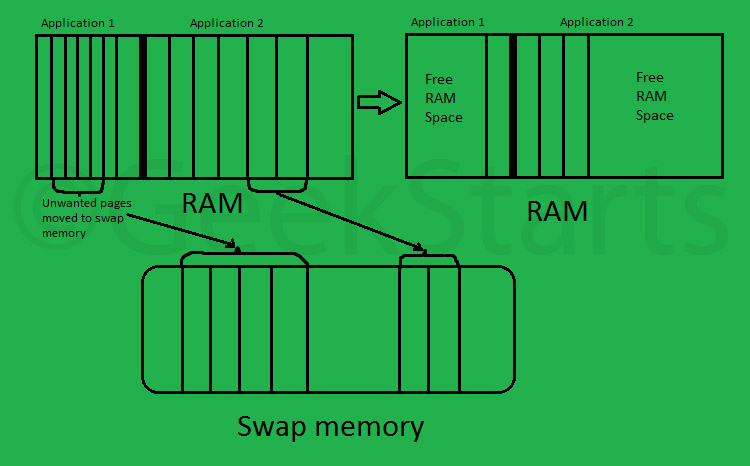 Application 1
Application 2
Application 1
Application 2
Free
RAM
Space
Free
RAM
Space
Unwanted pages
moved to swap
memory
RAM
RAM
©GeekStarts
Swap memory